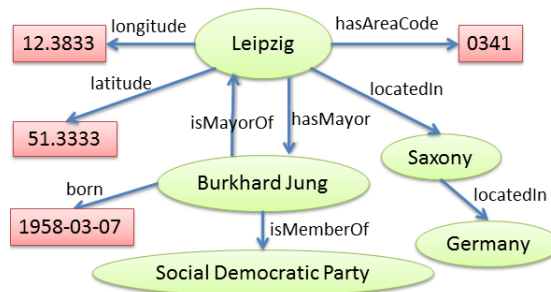 longitude
hasAreaCode
12.3833
Leipzig
0341
latitude
locatedIn
isMayorOf
hasMayor
51.3333
Saxony
born
Burkhard Jung
locatedIn
1958-03-07
isMemberOf
Germany
Social Democratic Party